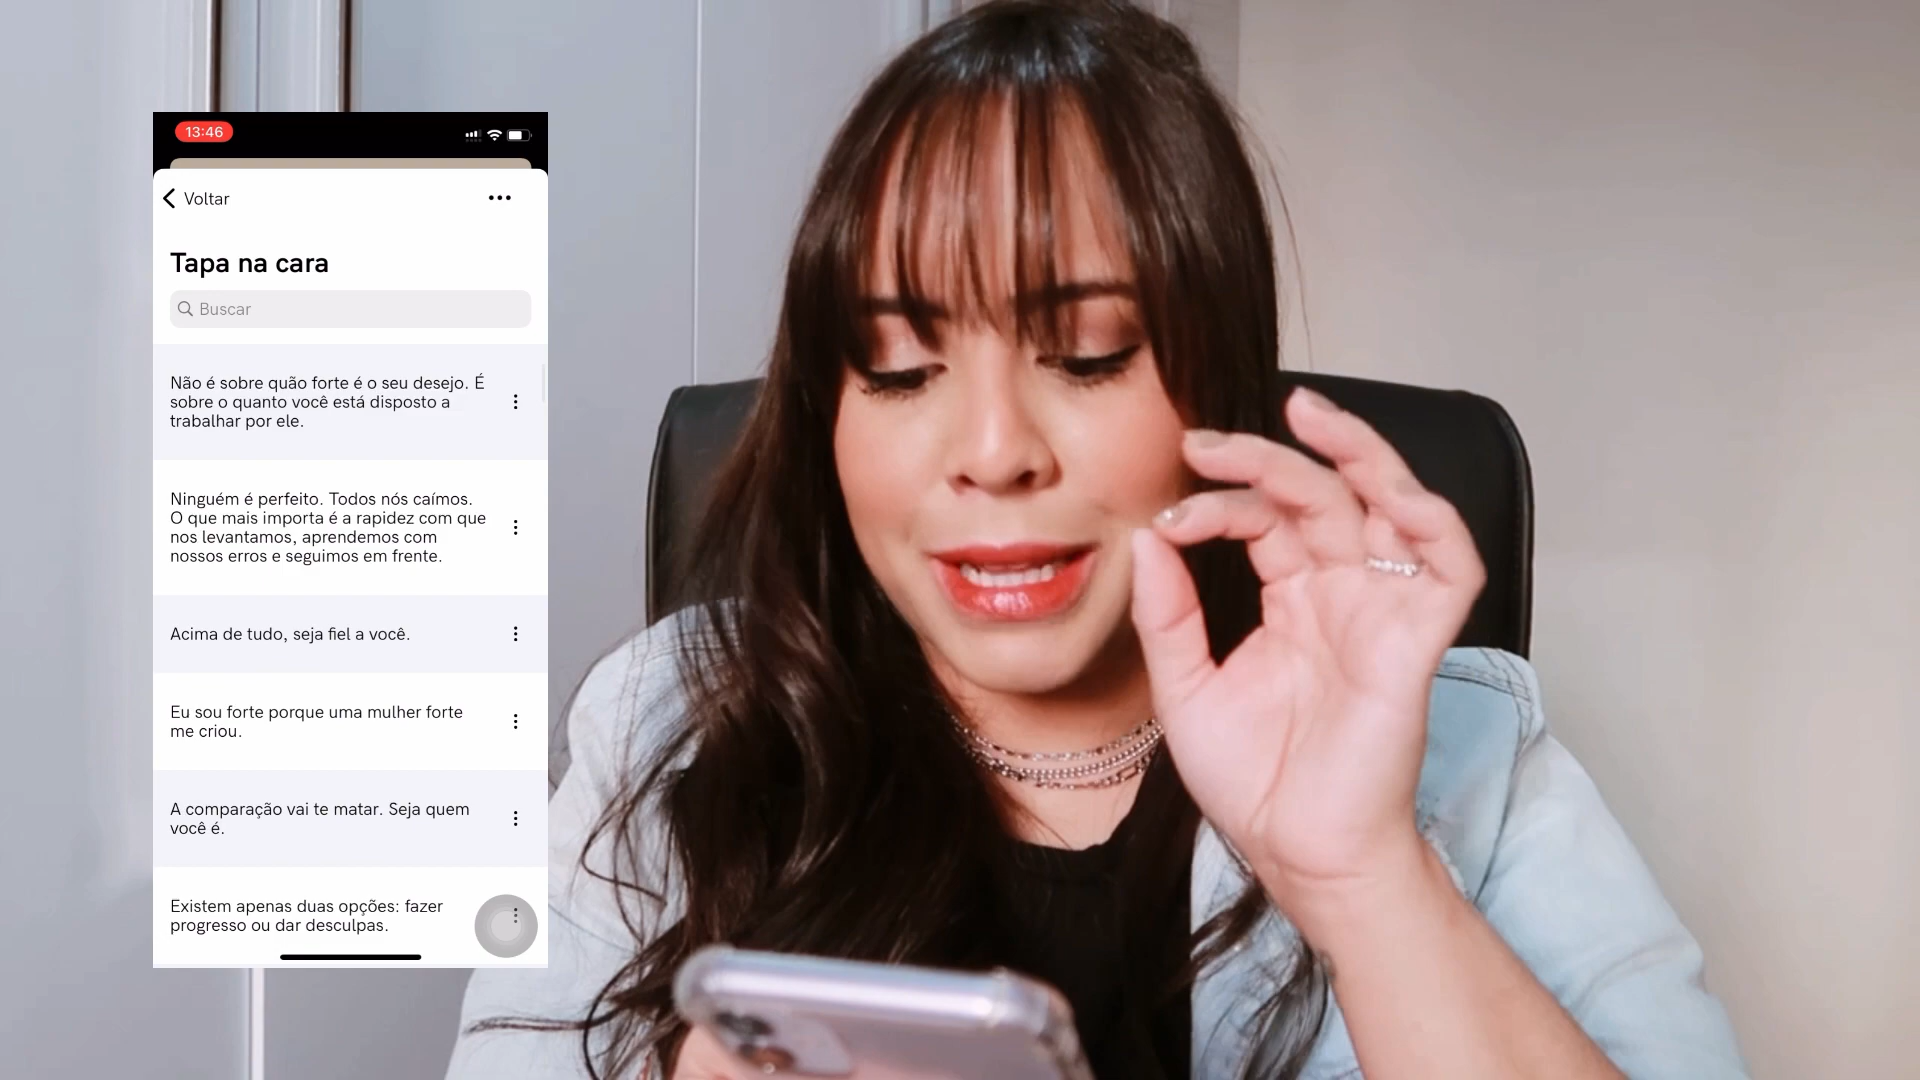 13:46
Voltar
Tapa na cara
Buscar
Não é sobre quão forte é o seu desejo. É
sobre o quanto você está disposto a
trabalhar por ele.
Ninguém é perfeito. Todos nós caímos.
O que mais importa é a rapidez com que
nos levantamos, aprendemos com
nossos erros e seguimos em frente.
Acima de tudo, seja fiel a você.
Eu sou forte porque uma mulher forte
me criou.
A comparação vai te matar. Seja quem
você é.
Existem apenas duas opções: fazer
progresso ou dar desculpas.